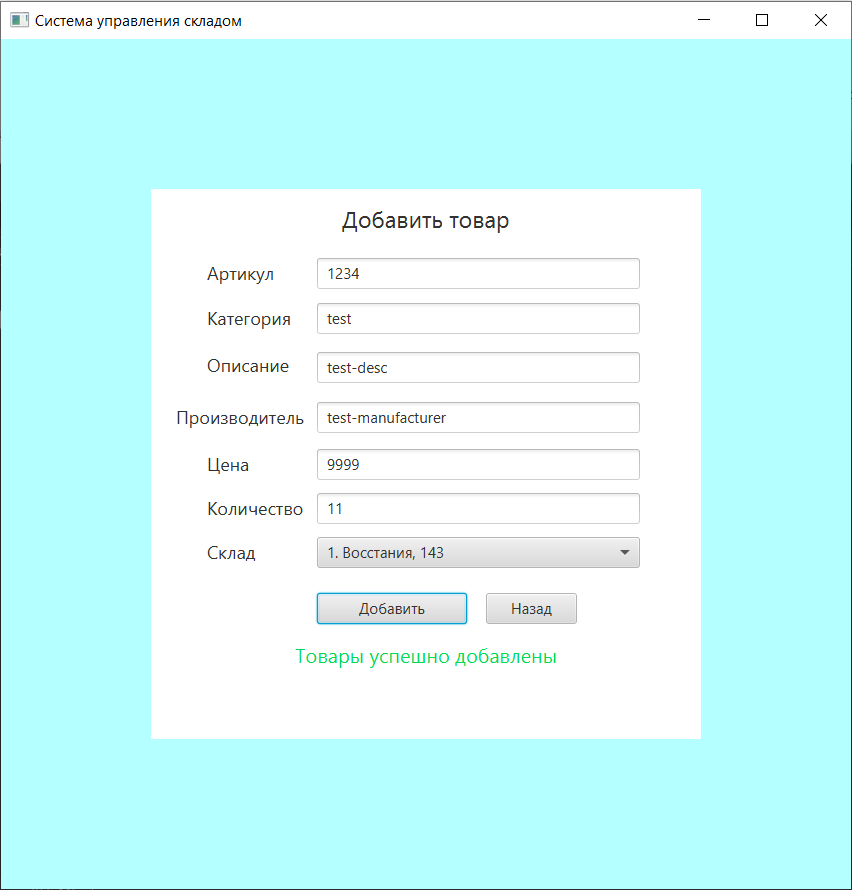 Система управления складом
Добавить товар
Артикул 1234
Категория test
Описание test-desc
Производитель test-manufacturer
Цена 9999
Количество 11
Склад 1. Восстания, 143
Добавить Назад
Товары успешно добавлены